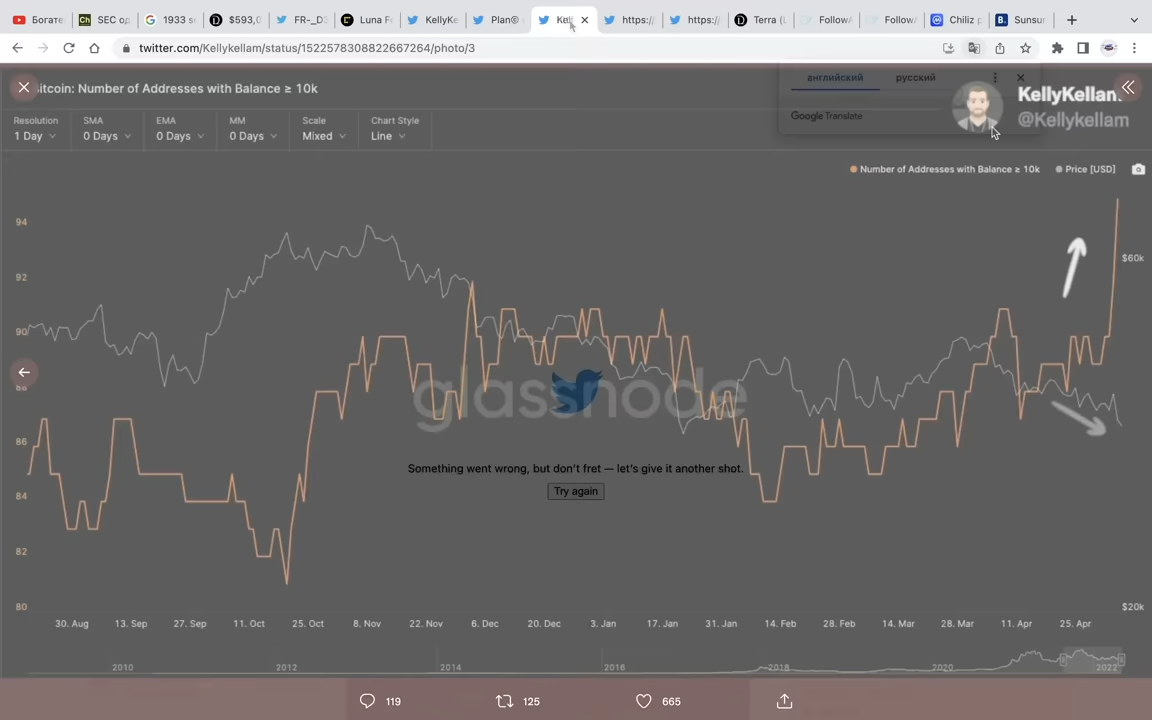 Богате
SEC од
1933 s
$593,0
FR-_D3
Luna F
KellyKe
Plan©
https:/
https:/
Terra (L
FollowA
FollowA
Chiliz p
Sunsu
twitter.com/Kellykellam/status/1522578308822667264/photo/3
английский русский
Google Translate
itcoin: Number of Addresses with Balance ≥ 10k
KellyKellam
@Kellykellam
Resolution SMA EMA MM Scale Chart Style
1 Day 0 Days 0 Days 0 Days Mixed Line
Number of Addresses with Balance ≥ 10k Price [USD]
94
92
90
88
86
84
82
80
$60k
$20k
glassnode
Something went wrong, but don't fret — let's give it another shot.
Try again
30. Aug 13. Sep 27. Sep 11. Oct 25. Oct 8. Nov 22. Nov 6. Dec 20. Dec 3. Jan 17. Jan 31. Jan 14. Feb 28. Feb 14. Mar 28. Mar 11. Apr 25. Apr
2010 2012 2014 2016 2018 2020 2022
119 125 665